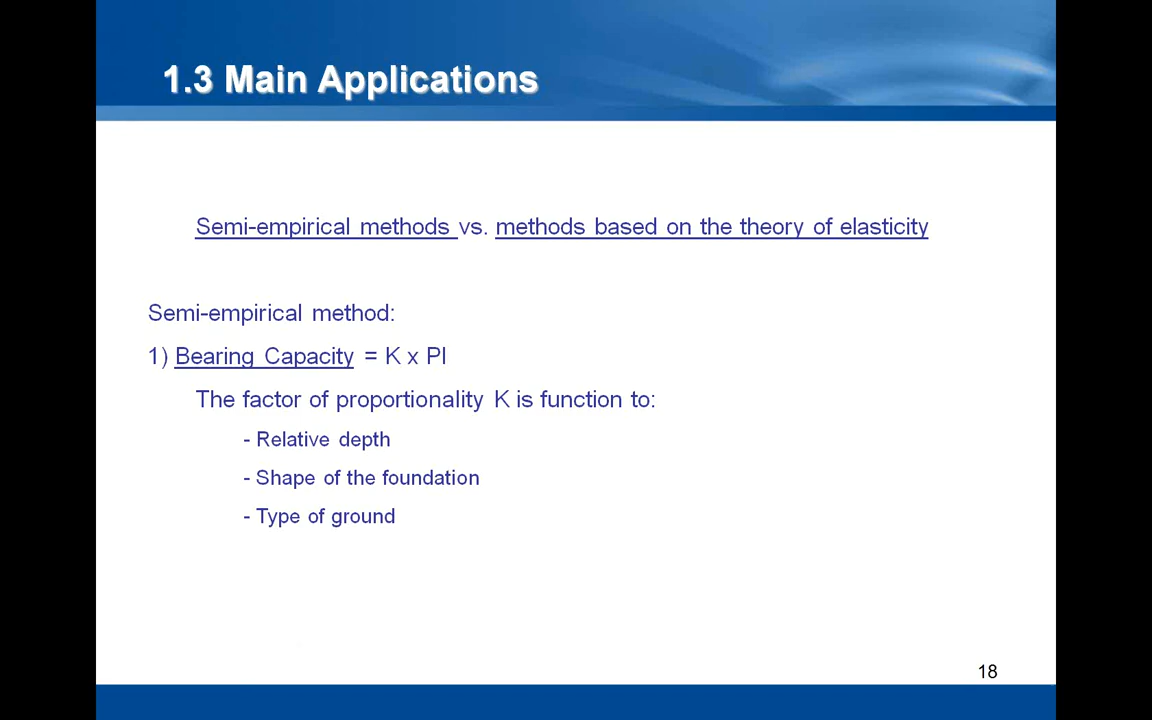 1.3 Main Applications
Semi-empirical methods vs. methods based on the theory of elasticity
Semi-empirical method:
1) Bearing Capacity = K x Pl
The factor of proportionality K is function to:
- Relative depth
- Shape of the foundation
- Type of ground
18